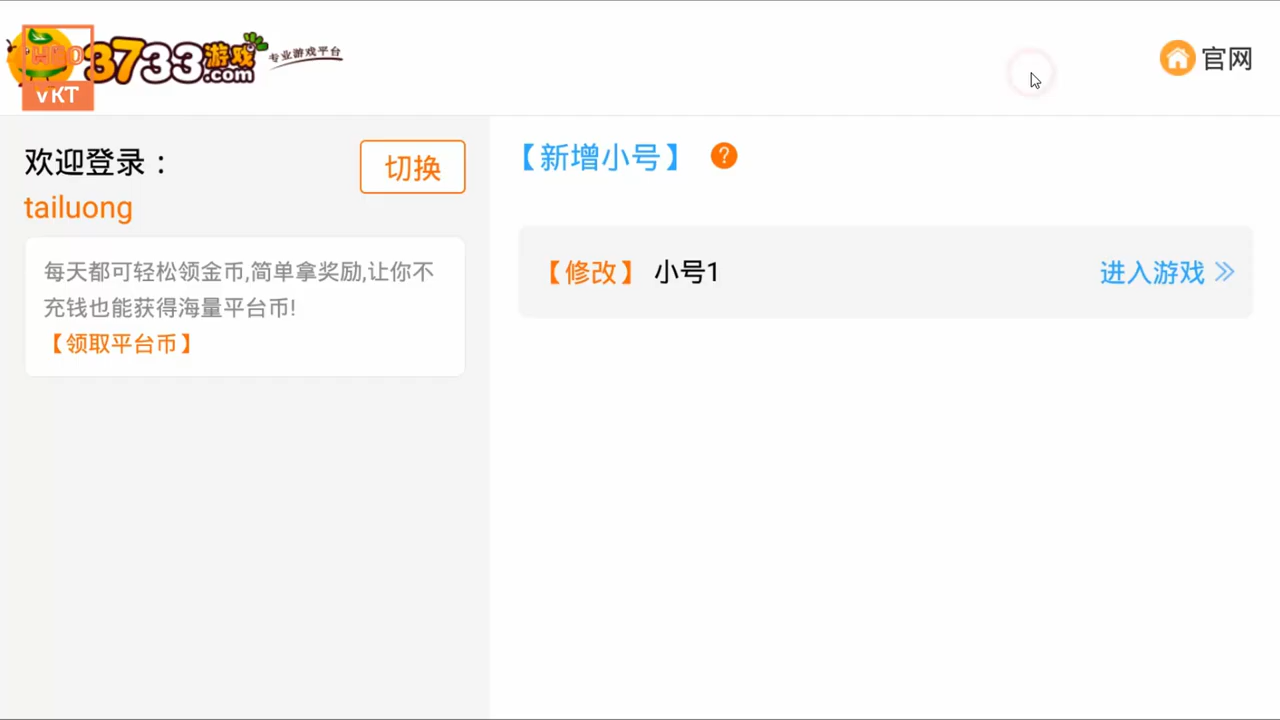 3733游戏
.com
专业游戏平台
vKT
官网
欢迎登录：
切换
tailuong
每天都可轻松领金币,简单拿奖励,让你不
充钱也能获得海量平台币!
【领取平台币】
【新增小号】 ?
【修改】 小号1
进入游戏